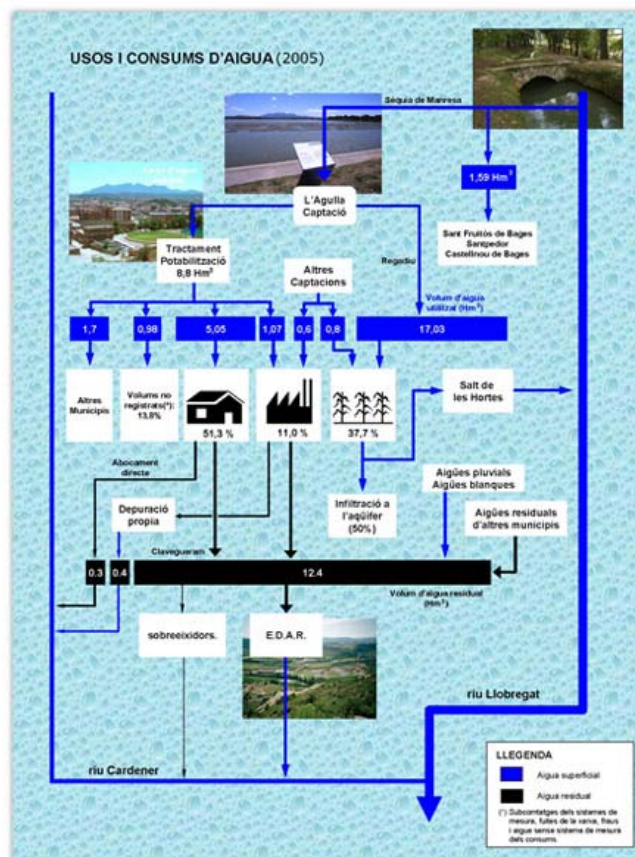 USOS I CONSUMS D'AIGUA (2005)
Sèquia de Manresa
1,59 Hm³
L'Agulla
Captació
Sant Fruitós de Bages
Santpedor
Castellnou de Bages
Tractament
Potabilització
8,8 Hm³
Altres
Captacions
Regadiu
Volum d'aigua
utilitzat (Hm³)
1,7
0,98
5,05
1,07
0,6
0,8
17,03
Altres
Municipis
Volums no
registrats(*):
13,8%
51,3 %
11,0 %
37,7 %
Salt de
les Hortes
Abocament
directe
Depuració
propia
Infiltració a
l'aqüífer
(50%)
Aigües pluvials
Aigües blanques
Aigües residuals
d'altres municipis
Clavegueram
0.3
0.4
12.4
Volum d'aigua residual
(Hm³)
sobreeixidors.
E.D.A.R.
riu Llobregat
riu Cardener
LLEGENDA
Aigua superficial
Aigua residual
(*) Subcomtatges dels sistemes de
mesura, fuites de la xarxa, fraus
i aigue sense sistema de mesura
dels consums.